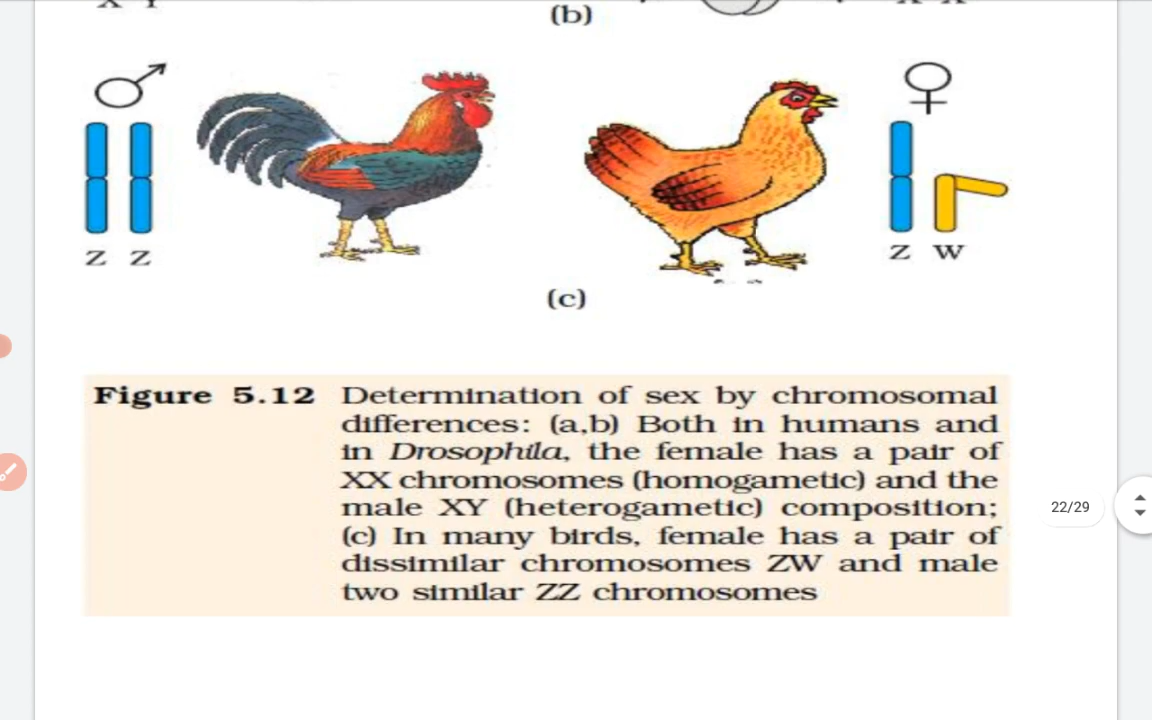 (b)
Z Z
Z W
(c)
Figure 5.12 Determination of sex by chromosomal
differences: (a,b) Both in humans and
in Drosophila, the female has a pair of
XX chromosomes (homogametic) and the
male XY (heterogametic) composition;
(c) In many birds, female has a pair of
dissimilar chromosomes ZW and male
two similar ZZ chromosomes
22/29